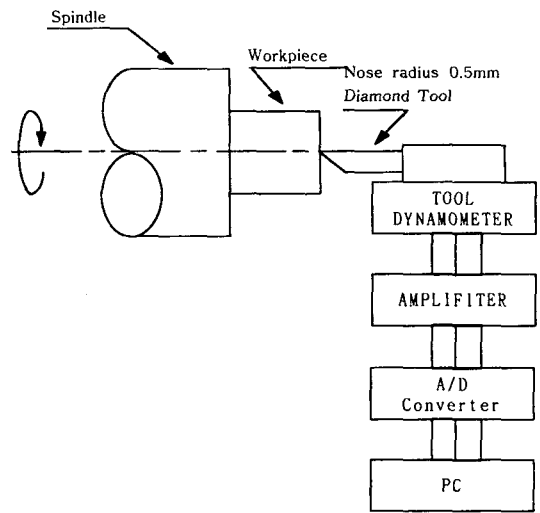 Spindle
Workpiece
Nose radius 0.5mm
Diamond Tool
TOOL
DYNAMOMETER
AMPLIFITER
A/D
Converter
PC